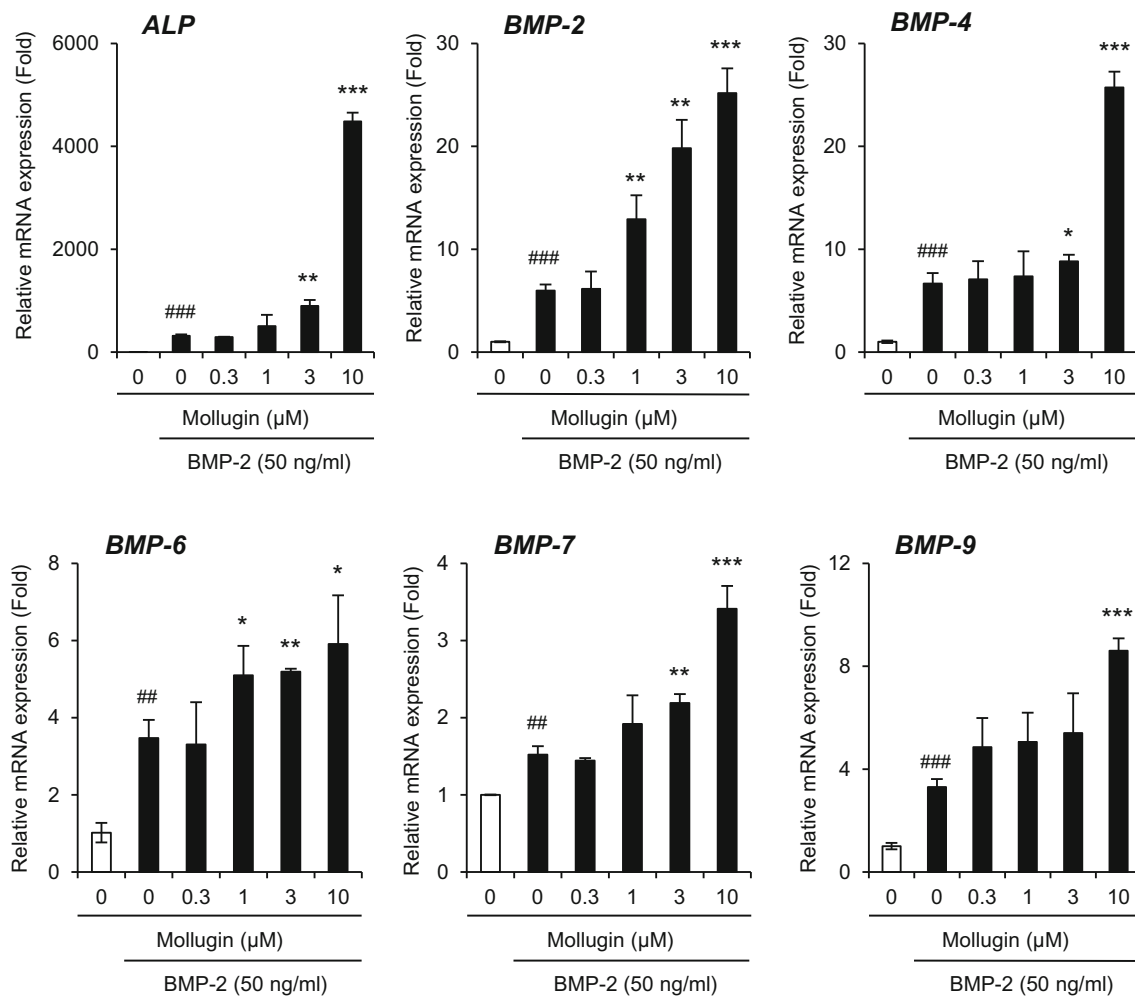 ALP
Relative mRNA expression (Fold)
6000
4000
2000
0
***
**
###
0 0 0.3 1 3 10
Mollugin (µM)
BMP-2 (50 ng/ml)
BMP-2
Relative mRNA expression (Fold)
30
20
10
0
***
**
**
###
0 0 0.3 1 3 10
Mollugin (µM)
BMP-2 (50 ng/ml)
BMP-4
Relative mRNA expression (Fold)
30
20
10
0
***
*
###
0 0 0.3 1 3 10
Mollugin (µM)
BMP-2 (50 ng/ml)
BMP-6
Relative mRNA expression (Fold)
8
6
4
2
0
*
*
**
##
0 0 0.3 1 3 10
Mollugin (µM)
BMP-2 (50 ng/ml)
BMP-7
Relative mRNA expression (Fold)
4
3
2
1
0
***
**
##
0 0 0.3 1 3 10
Mollugin (µM)
BMP-2 (50 ng/ml)
BMP-9
Relative mRNA expression (Fold)
12
8
4
0
***
###
0 0 0.3 1 3 10
Mollugin (µM)
BMP-2 (50 ng/ml)